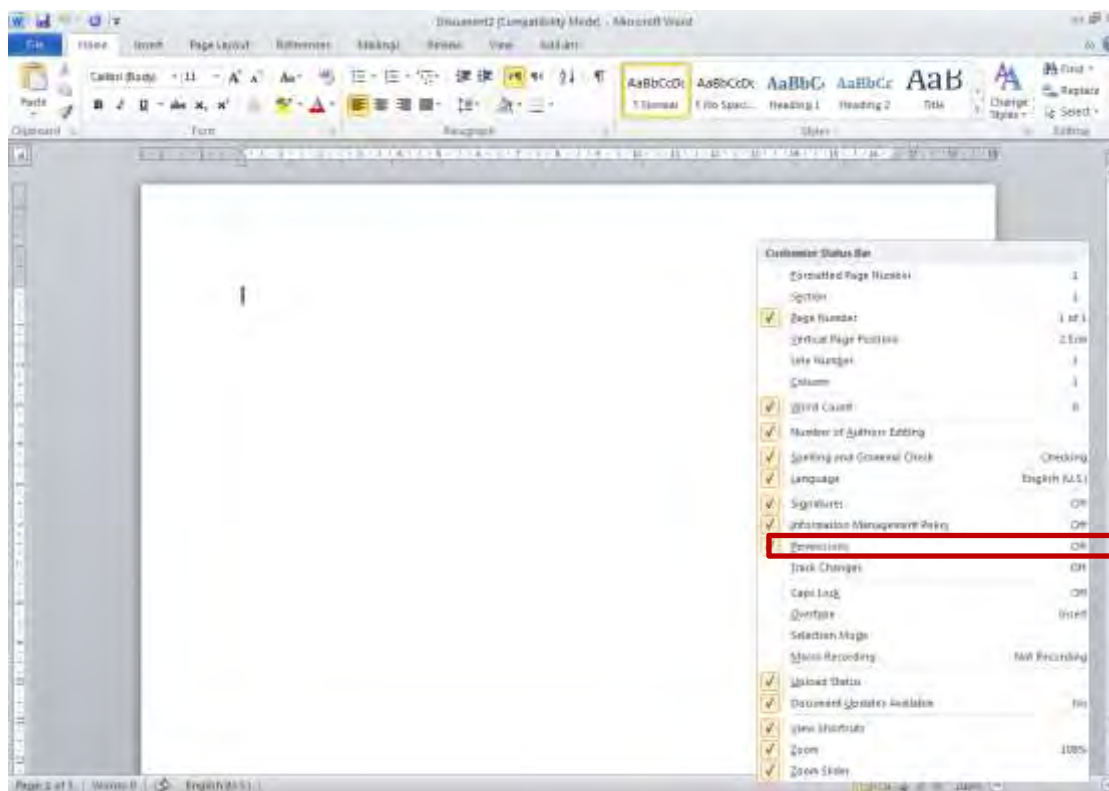 Document2 [Compatibility Mode] - Microsoft Word
File Home Insert Page Layout References Mailings Review View Add-Ins
Calibri (Body) 11
Paste
AaBbCcDc AaBbCcDc AaBbC AaBbCc AaB
¶ Normal ¶ No Spaci... Heading 1 Heading 2 Title
Change Styles
Find
Replace
Select
Clipboard Font Paragraph Styles Editing
Customize Status Bar
Formatted Page Number 1
Section 1
Page Number 1 of 1
Vertical Page Position
Line Number 1
Column 1
Word Count 0
Number of Authors Editing
Spelling and Grammar Check Checking
Language English (U.S.)
Signatures Off
Information Management Policy Off
Permissions Off
Track Changes Off
Caps Lock Off
Overtype Insert
Selection Mode
Macro Recording Not Recording
Upload Status
Document Updates Available No
View Shortcuts
Zoom 100%
Zoom Slider
Page: 1 of 1 Words: 0 English (U.S.)